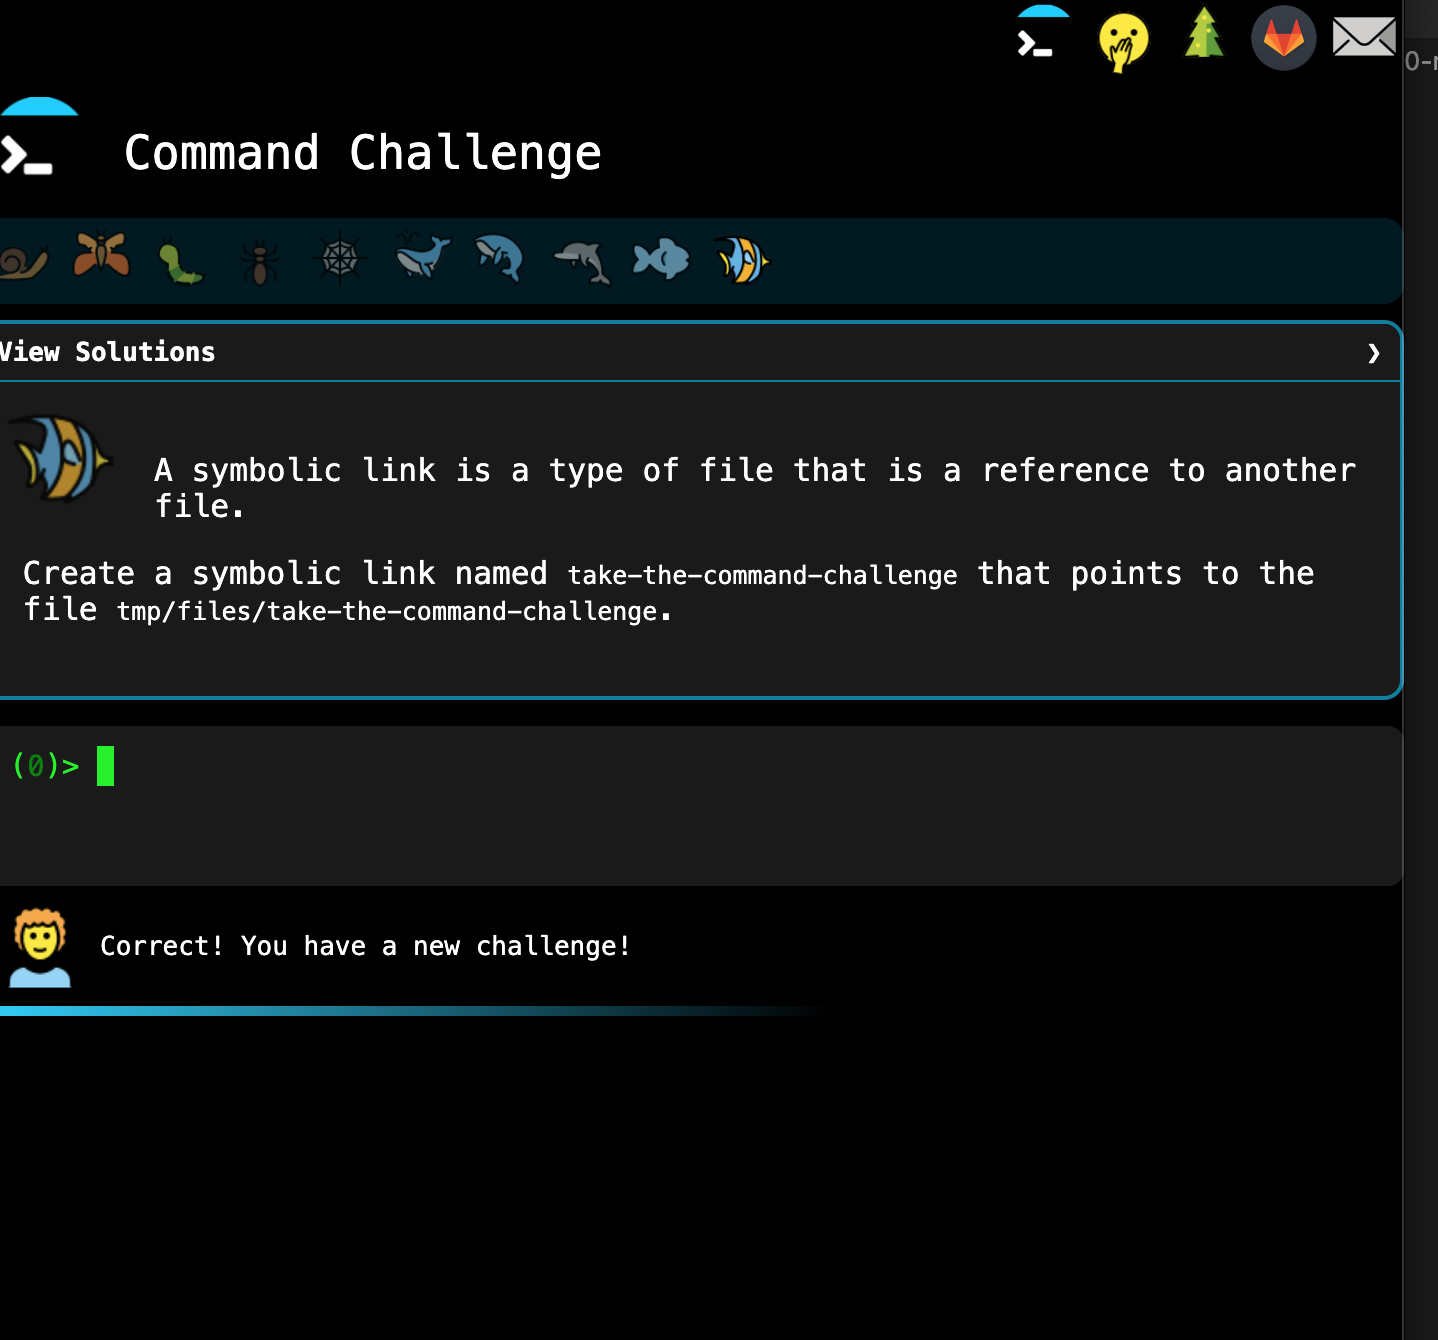 0-
Command Challenge
View Solutions
A symbolic link is a type of file that is a reference to another
file.
Create a symbolic link named take-the-command-challenge that points to the
file tmp/files/take-the-command-challenge.
(0)>
Correct! You have a new challenge!